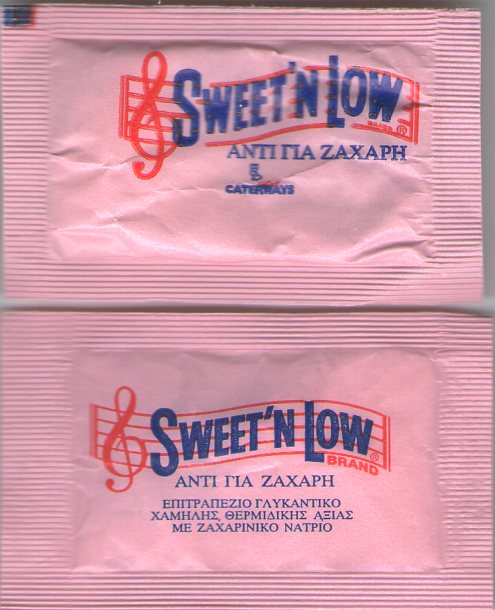 SWEET'N LOW
BRAND ®
ΑΝΤΙ ΓΙΑ ΖΑΧΑΡΗ
CATERWAYS
SWEET'N LOW
®
BRAND
ΑΝΤΙ ΓΙΑ ΖΑΧΑΡΗ
ΕΠΙΤΡΑΠΕΖΙΟ ΓΛΥΚΑΝΤΙΚΟ
ΧΑΜΗΛΗΣ ΘΕΡΜΙΔΙΚΗΣ ΑΞΙΑΣ
ΜΕ ΖΑΧΑΡΙΝΙΚΟ ΝΑΤΡΙΟ